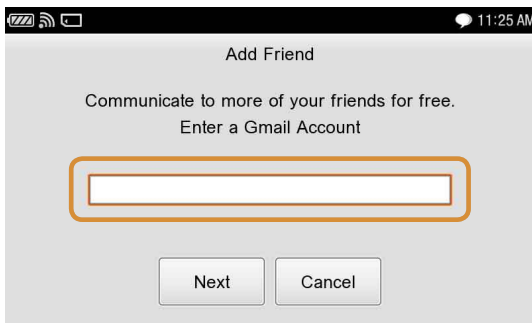 11:25 AM
Add Friend
Communicate to more of your friends for free.
Enter a Gmail Account
Next Cancel